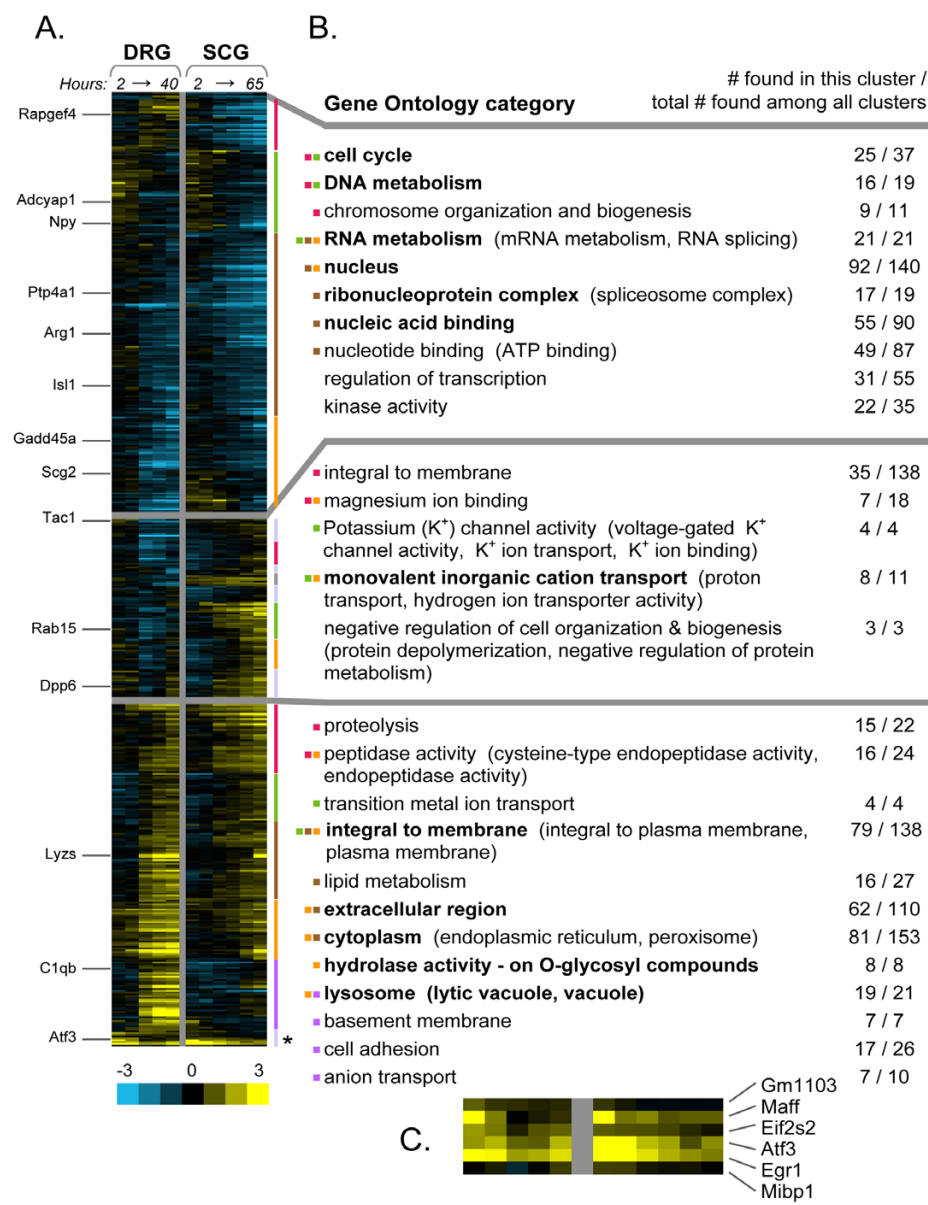 A.
B.
DRG SCG
Hours: 2 → 40 2 → 65
# found in this cluster /
Gene Ontology category total # found among all clusters
Rapgef4
Adcyap1
Npy
Ptp4a1
Arg1
Isl1
Gadd45a
Scg2
Tac1
Rab15
Dpp6
Lyzs
C1qb
Atf3
*
-3 0 3
cell cycle 25 / 37
DNA metabolism 16 / 19
chromosome organization and biogenesis 9 / 11
RNA metabolism (mRNA metabolism, RNA splicing) 21 / 21
nucleus 92 / 140
ribonucleoprotein complex (spliceosome complex) 17 / 19
nucleic acid binding 55 / 90
nucleotide binding (ATP binding) 49 / 87
regulation of transcription 31 / 55
kinase activity 22 / 35
integral to membrane 35 / 138
magnesium ion binding 7 / 18
Potassium (K+) channel activity (voltage-gated K+ 4 / 4
channel activity, K+ ion transport, K+ ion binding)
monovalent inorganic cation transport (proton 8 / 11
transport, hydrogen ion transporter activity)
negative regulation of cell organization & biogenesis 3 / 3
(protein depolymerization, negative regulation of protein
metabolism)
proteolysis 15 / 22
peptidase activity (cysteine-type endopeptidase activity, 16 / 24
endopeptidase activity)
transition metal ion transport 4 / 4
integral to membrane (integral to plasma membrane, 79 / 138
plasma membrane)
lipid metabolism 16 / 27
extracellular region 62 / 110
cytoplasm (endoplasmic reticulum, peroxisome) 81 / 153
hydrolase activity - on O-glycosyl compounds 8 / 8
lysosome (lytic vacuole, vacuole) 19 / 21
basement membrane 7 / 7
cell adhesion 17 / 26
anion transport 7 / 10
C.
Gm1103
Maff
Eif2s2
Atf3
Egr1
Mibp1